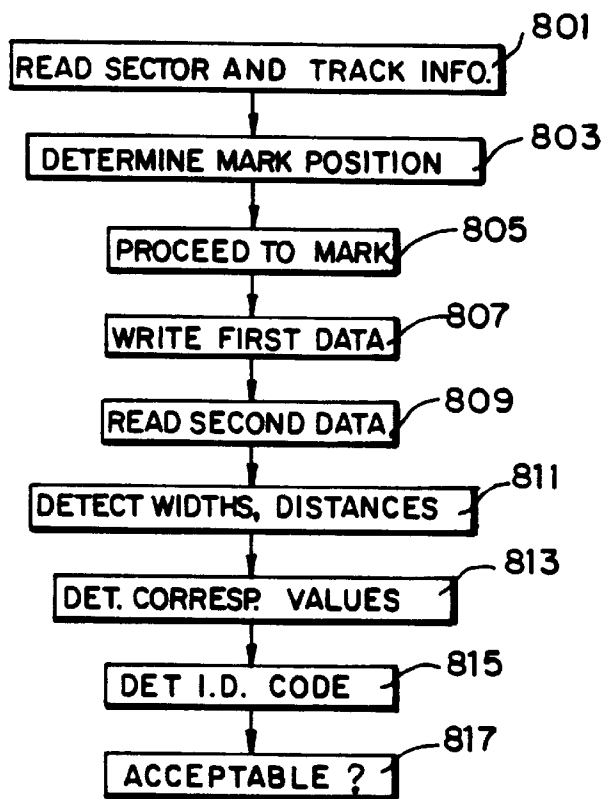 801
READ SECTOR AND TRACK INFO.
803
DETERMINE MARK POSITION
805
PROCEED TO MARK
807
WRITE FIRST DATA
809
READ SECOND DATA
811
DETECT WIDTHS, DISTANCES
813
DET. CORRESP. VALUES
815
DET I.D. CODE
817
ACCEPTABLE ?